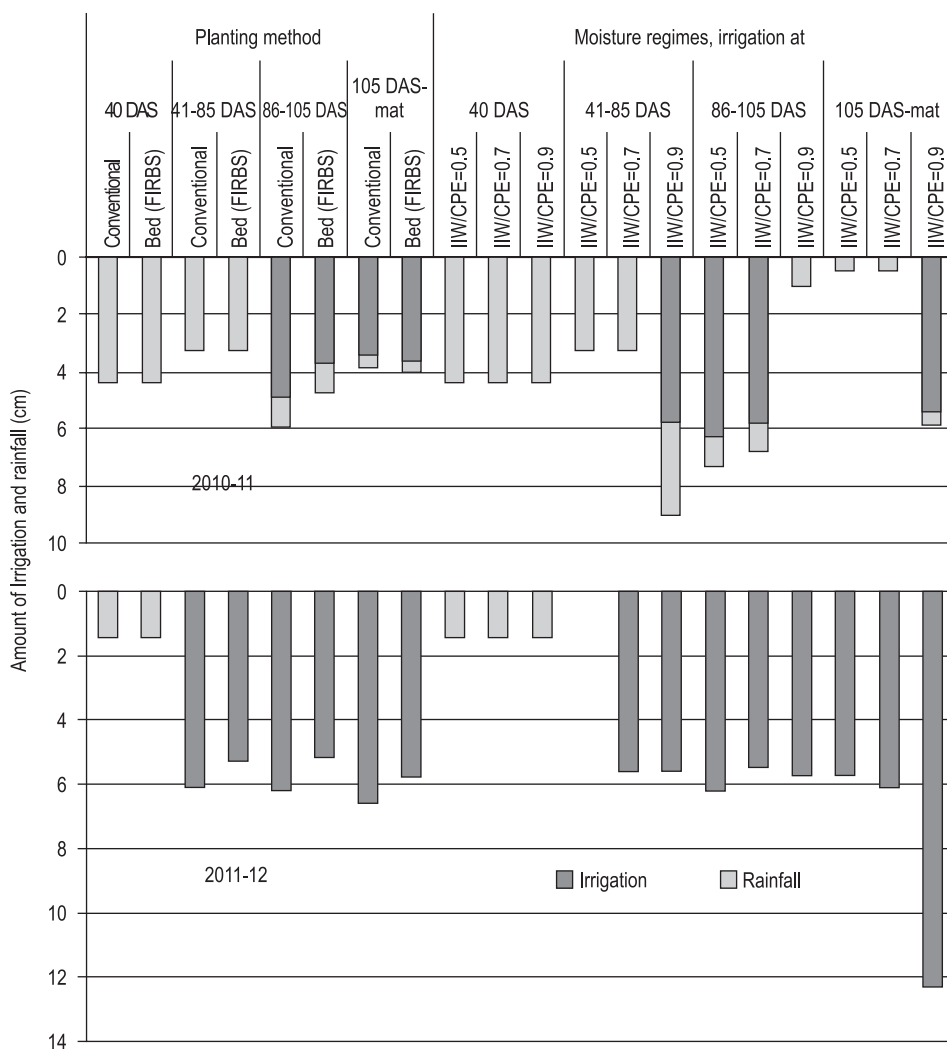 Planting method
Moisture regimes, irrigation at
40 DAS
41-85 DAS
86-105 DAS
105 DAS-
mat
40 DAS
41-85 DAS
86-105 DAS
105 DAS-mat
Conventional
Bed (FIRBS)
Conventional
Bed (FIRBS)
Conventional
Bed (FIRBS)
Conventional
Bed (FIRBS)
IIW/CPE=0.5
IIW/CPE=0.7
IIW/CPE=0.9
IIW/CPE=0.5
IIW/CPE=0.7
IIW/CPE=0.9
IIW/CPE=0.5
IIW/CPE=0.7
IIW/CPE=0.9
IIW/CPE=0.5
IIW/CPE=0.7
IIW/CPE=0.9
Amount of Irrigation and rainfall (cm)
0
2
4
6
8
10
2010-11
0
2
4
6
8
10
12
14
2011-12
Irrigation
Rainfall